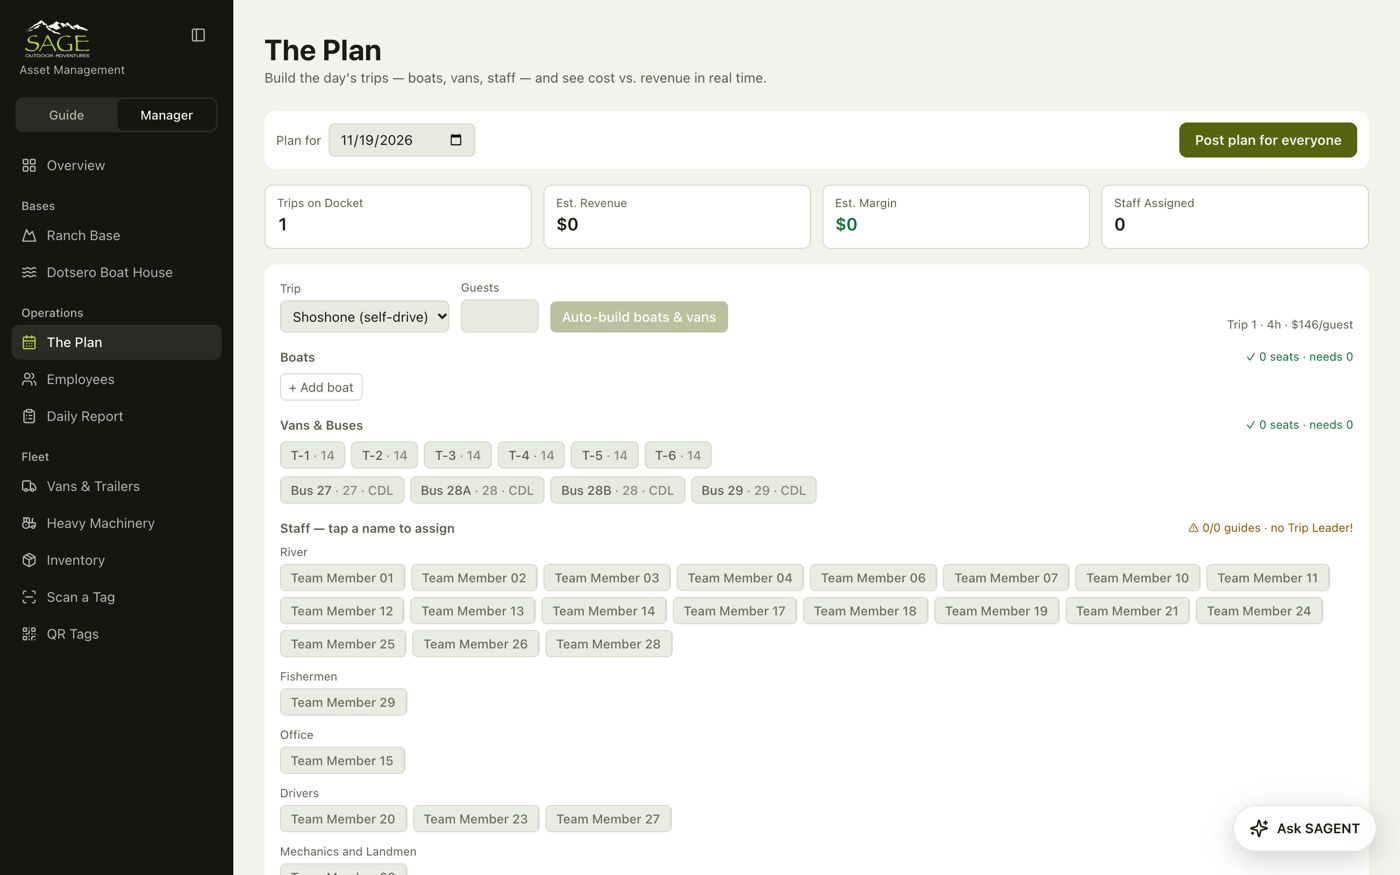 SAGE
OUTDOOR ADVENTURES
Asset Management
Guide
Manager
Overview
Bases
Ranch Base
Dotsero Boat House
Operations
The Plan
Employees
Daily Report
Fleet
Vans & Trailers
Heavy Machinery
Inventory
Scan a Tag
QR Tags
The Plan
Build the day's trips — boats, vans, staff — and see cost vs. revenue in real time.
Plan for 11/19/2026
Post plan for everyone
Trips on Docket
1
Est. Revenue
$0
Est. Margin
$0
Staff Assigned
0
Trip
Guests
Shoshone (self-drive)
Auto-build boats & vans
Trip 1 · 4h · $146/guest
Boats
✓ 0 seats · needs 0
+ Add boat
Vans & Buses
✓ 0 seats · needs 0
T-1 · 14 T-2 · 14 T-3 · 14 T-4 · 14 T-5 · 14 T-6 · 14
Bus 27 · 27 · CDL Bus 28A · 28 · CDL Bus 28B · 28 · CDL Bus 29 · 29 · CDL
Staff — tap a name to assign
⚠ 0/0 guides · no Trip Leader!
River
Team Member 01 Team Member 02 Team Member 03 Team Member 04 Team Member 06 Team Member 07 Team Member 10 Team Member 11
Team Member 12 Team Member 13 Team Member 14 Team Member 17 Team Member 18 Team Member 19 Team Member 21 Team Member 24
Team Member 25 Team Member 26 Team Member 28
Fishermen
Team Member 29
Office
Team Member 15
Drivers
Team Member 20 Team Member 23 Team Member 27
Mechanics and Landmen
Team Member
Ask SAGENT